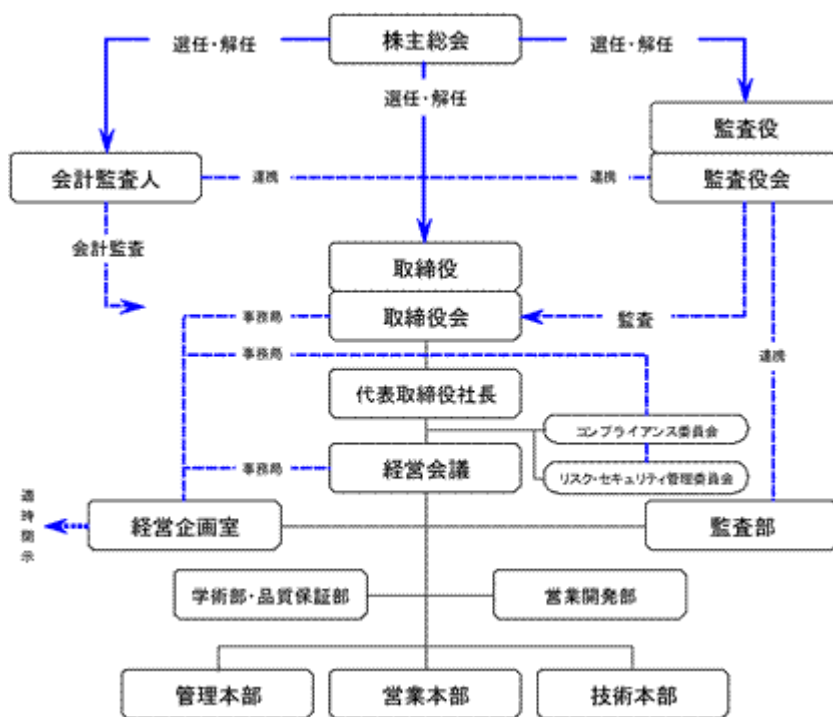 株主総会
選任・解任
選任・解任
選任・解任
監査役
会計監査人
連携
連携
監査役会
会計監査
取締役
事務局
取締役会
監査
事務局
連携
代表取締役社長
コンプライアンス委員会
事務局
経営会議
リスク・セキュリティ管理委員会
適時開示
経営企画室
監査部
学術部・品質保証部
営業開発部
管理本部
営業本部
技術本部